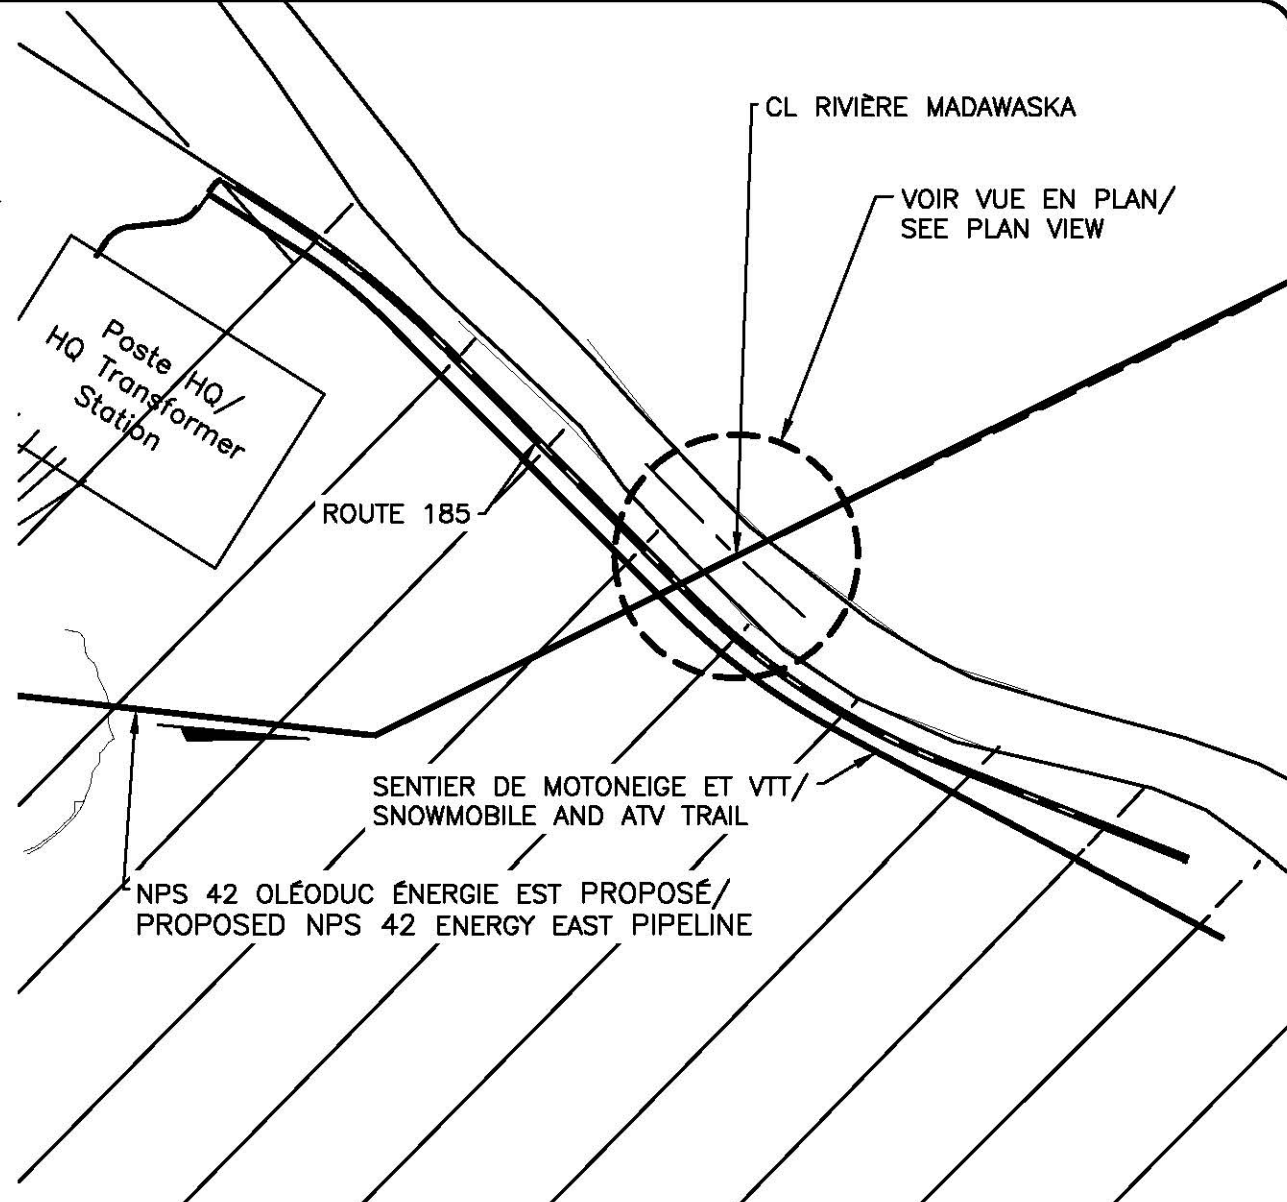 CL RIVIÈRE MADAWASKA
VOIR VUE EN PLAN/
SEE PLAN VIEW
Poste HQ/
HQ Transformer
Station
ROUTE 185
SENTIER DE MOTONEIGE ET VTT/
SNOWMOBILE AND ATV TRAIL
NPS 42 OLÉODUC ÉNERGIE EST PROPOSÉ/
PROPOSED NPS 42 ENERGY EAST PIPELINE